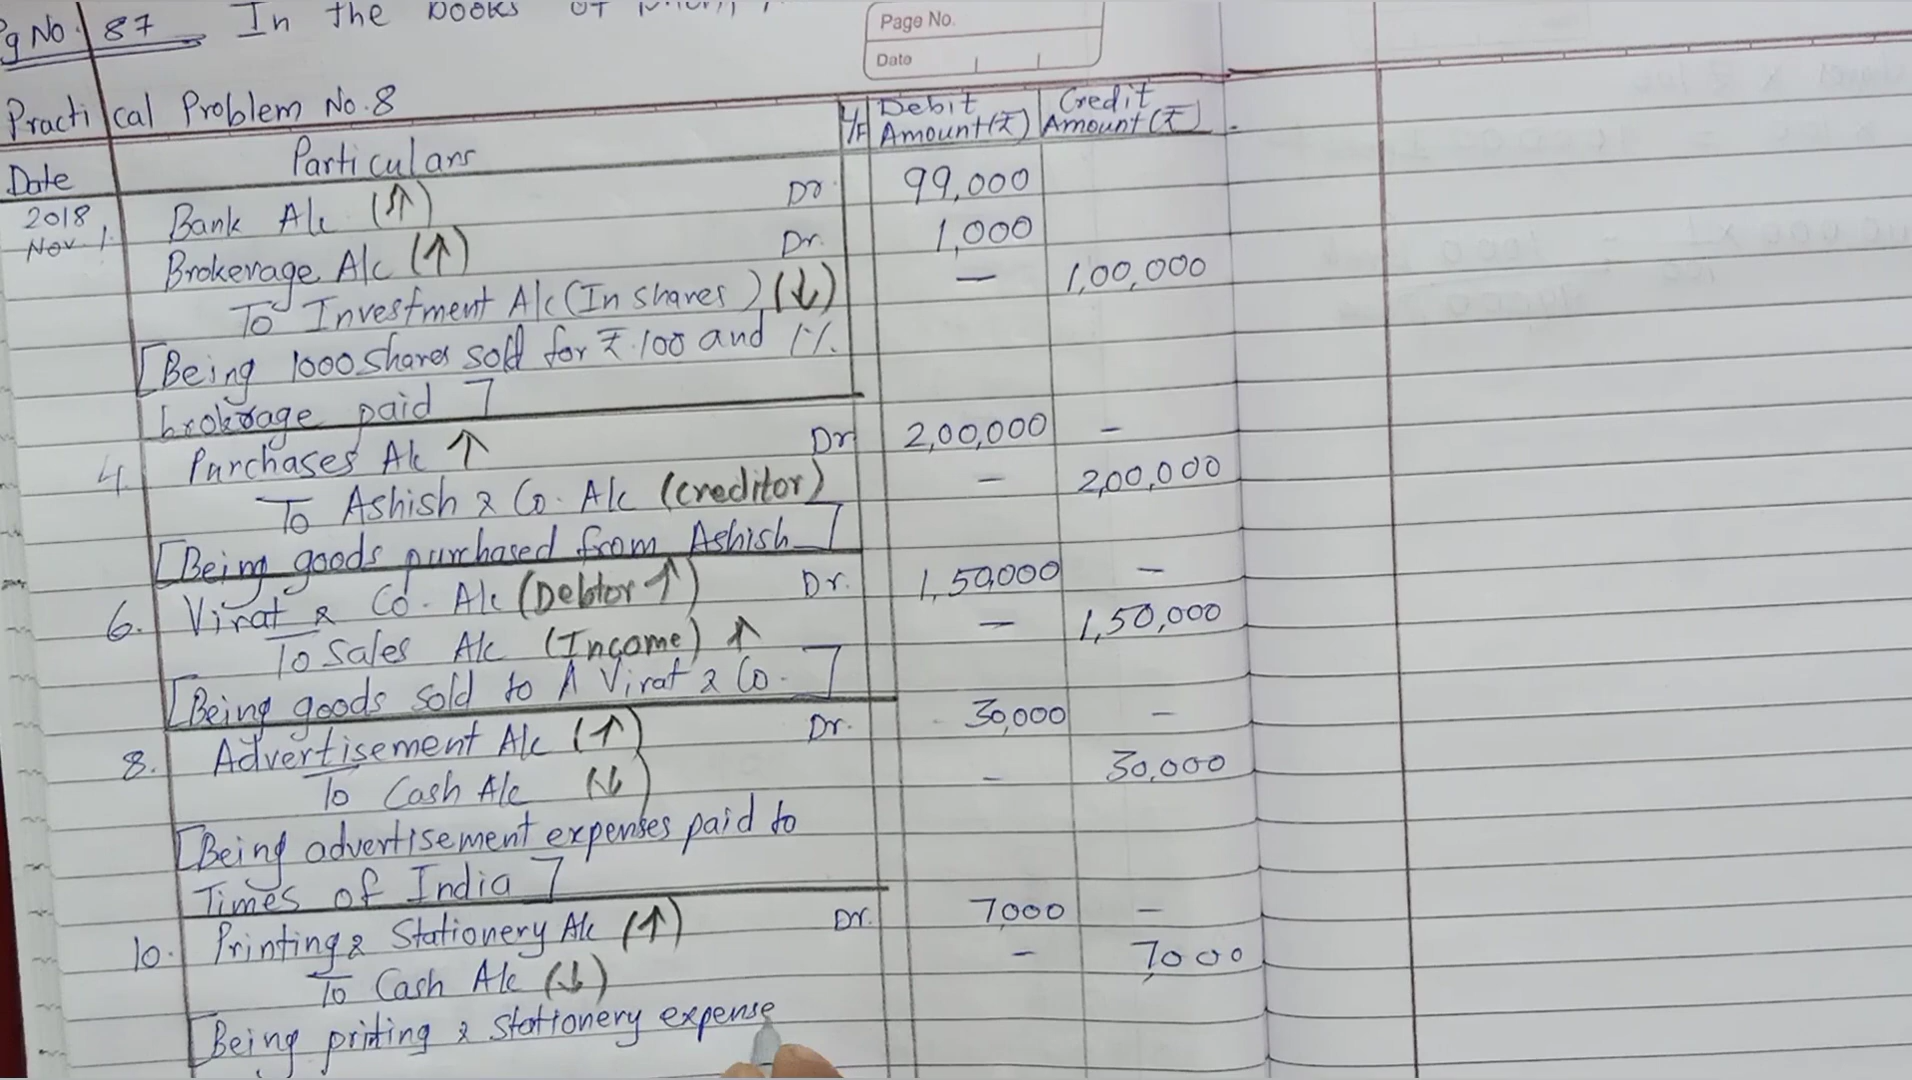 Pg No. 87 In the books of
Page No.
Date
Practical Problem No. 8
Date Particulars L/F Debit Amount (₹) Credit Amount (₹)
2018 Nov. 1. Bank A/c (↑) Dr 99,000
Brokerage A/c (↑) Dr. 1,000
To Investment A/c (In shares) (↓) — 1,00,000
[Being 1000 shares sold for ₹.100 and 1%.
brokerage paid]
4. Purchases A/c ↑ Dr 2,00,000 –
To Ashish & Co. A/c (creditor) – 2,00,000
[Being goods purchased from Ashish]
6. Virat & Co. A/c (Debtor ↑) Dr. 1,50,000 –
To Sales A/c (Income) ↑ – 1,50,000
[Being goods sold to A Virat & Co.]
8. Advertisement A/c (↑) Dr. 30,000 –
To Cash A/c (↓) – 30,000
[Being advertisement expenses paid to
Times of India]
10. Printing & Stationery A/c (↑) Dr. 7000 –
To Cash A/c (↓) – 7000
[Being priting & stationery expense